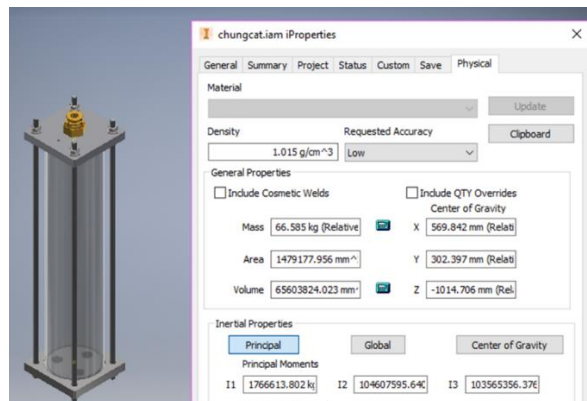 chungcat.iam iProperties
General Summary Project Status Custom Save Physical
Material
Update
Density Requested Accuracy Clipboard
1.015 g/cm^3 Low
General Properties
Include Cosmetic Welds Include QTY Overrides
Center of Gravity
Mass 66.585 kg (Relative X 569.842 mm (Relati
Area 1479177.956 mm^ Y 302.397 mm (Relati
Volume 65603824.023 mm^ Z -1014.706 mm (Rel
Inertial Properties
Principal Global Center of Gravity
Principal Moments
I1 1766613.802 kg I2 104607595.640 I3 103565356.376